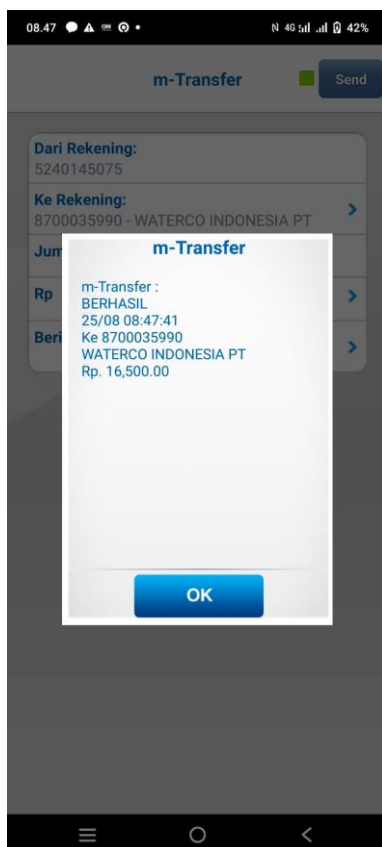 08.47
4G
42%
m-Transfer
Send
Dari Rekening:
5240145075
Ke Rekening:
8700035990 - WATERCO INDONESIA PT
Jum
Rp
Beri
m-Transfer
m-Transfer :
BERHASIL
25/08 08:47:41
Ke 8700035990
WATERCO INDONESIA PT
Rp. 16,500.00
OK